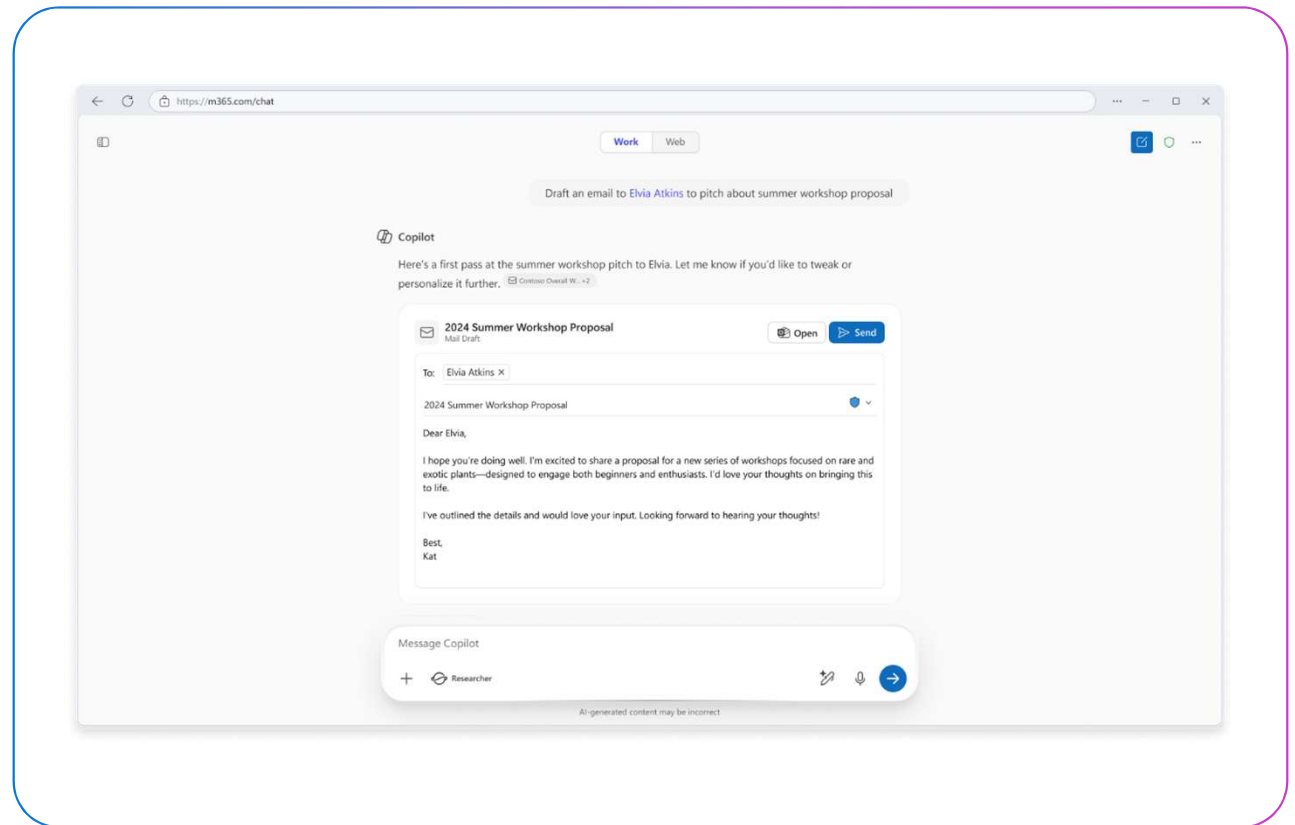 https://m365.com/chat
Work Web
Draft an email to Elvia Atkins to pitch about summer workshop proposal
Copilot
Here's a first pass at the summer workshop pitch to Elvia. Let me know if you'd like to tweak or
personalize it further. Contoso Overal W.. +2
2024 Summer Workshop Proposal
Mail Draft
Open Send
To: Elvia Atkins
2024 Summer Workshop Proposal
Dear Elvia,
I hope you're doing well. I'm excited to share a proposal for a new series of workshops focused on rare and
exotic plants—designed to engage both beginners and enthusiasts. I'd love your thoughts on bringing this
to life.
I've outlined the details and would love your input. Looking forward to hearing your thoughts!
Best,
Kat
Message Copilot
Researcher
AI-generated content may be incorrect